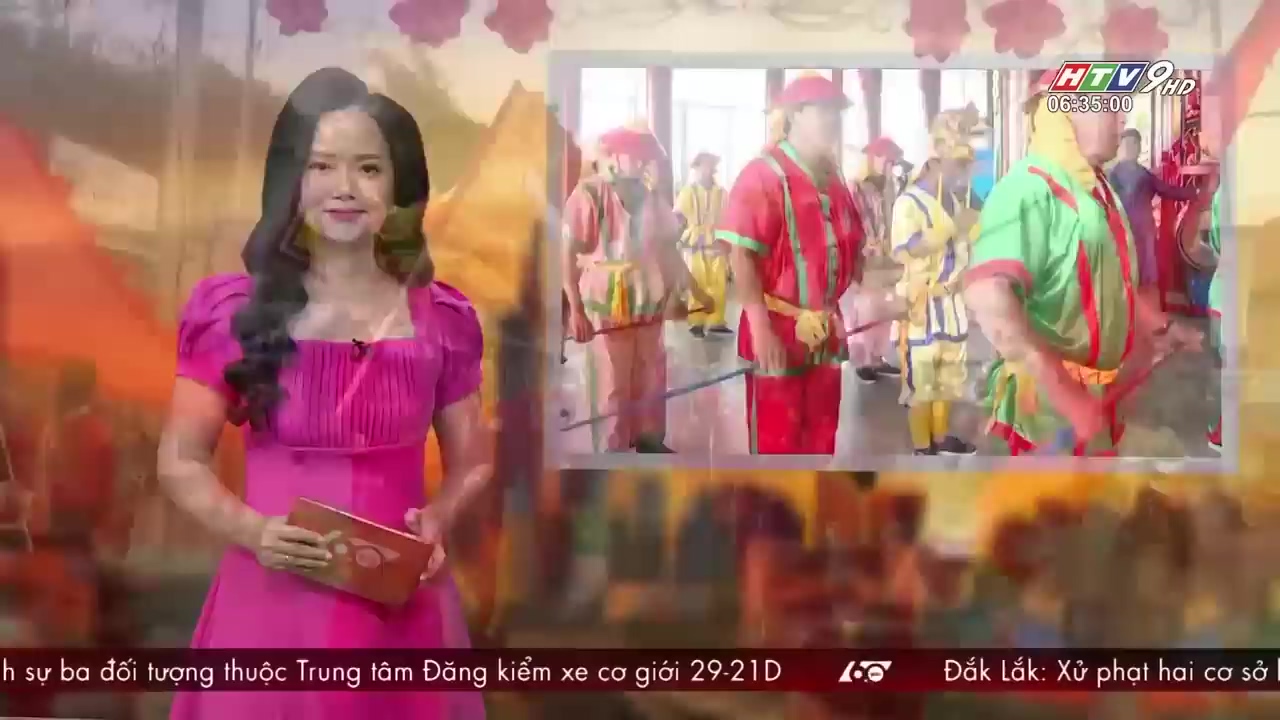 HTV9 HD
06:35:00
h sự ba đối tượng thuộc Trung tâm Đăng kiểm xe cơ giới 29-21D
60 Đắk Lắk: Xử phạt hai cơ sở